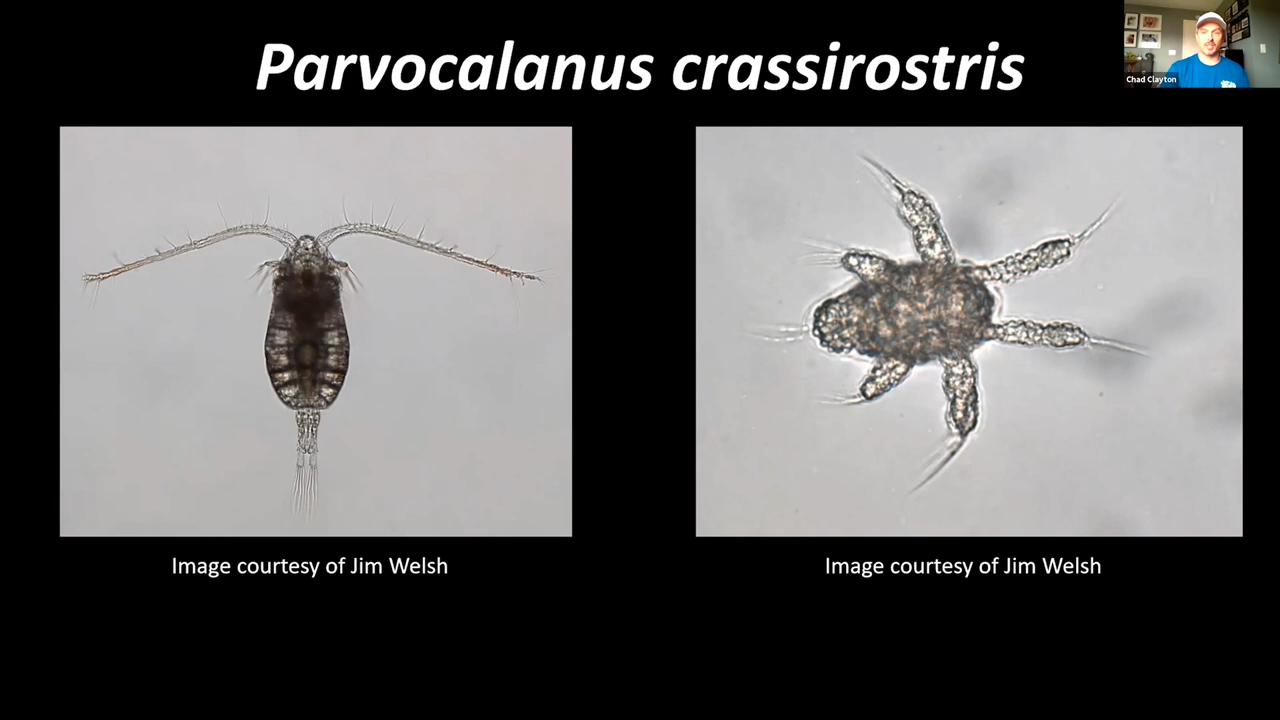 Parvocalanus crassirostris
Chad Clayton
Image courtesy of Jim Welsh
Image courtesy of Jim Welsh